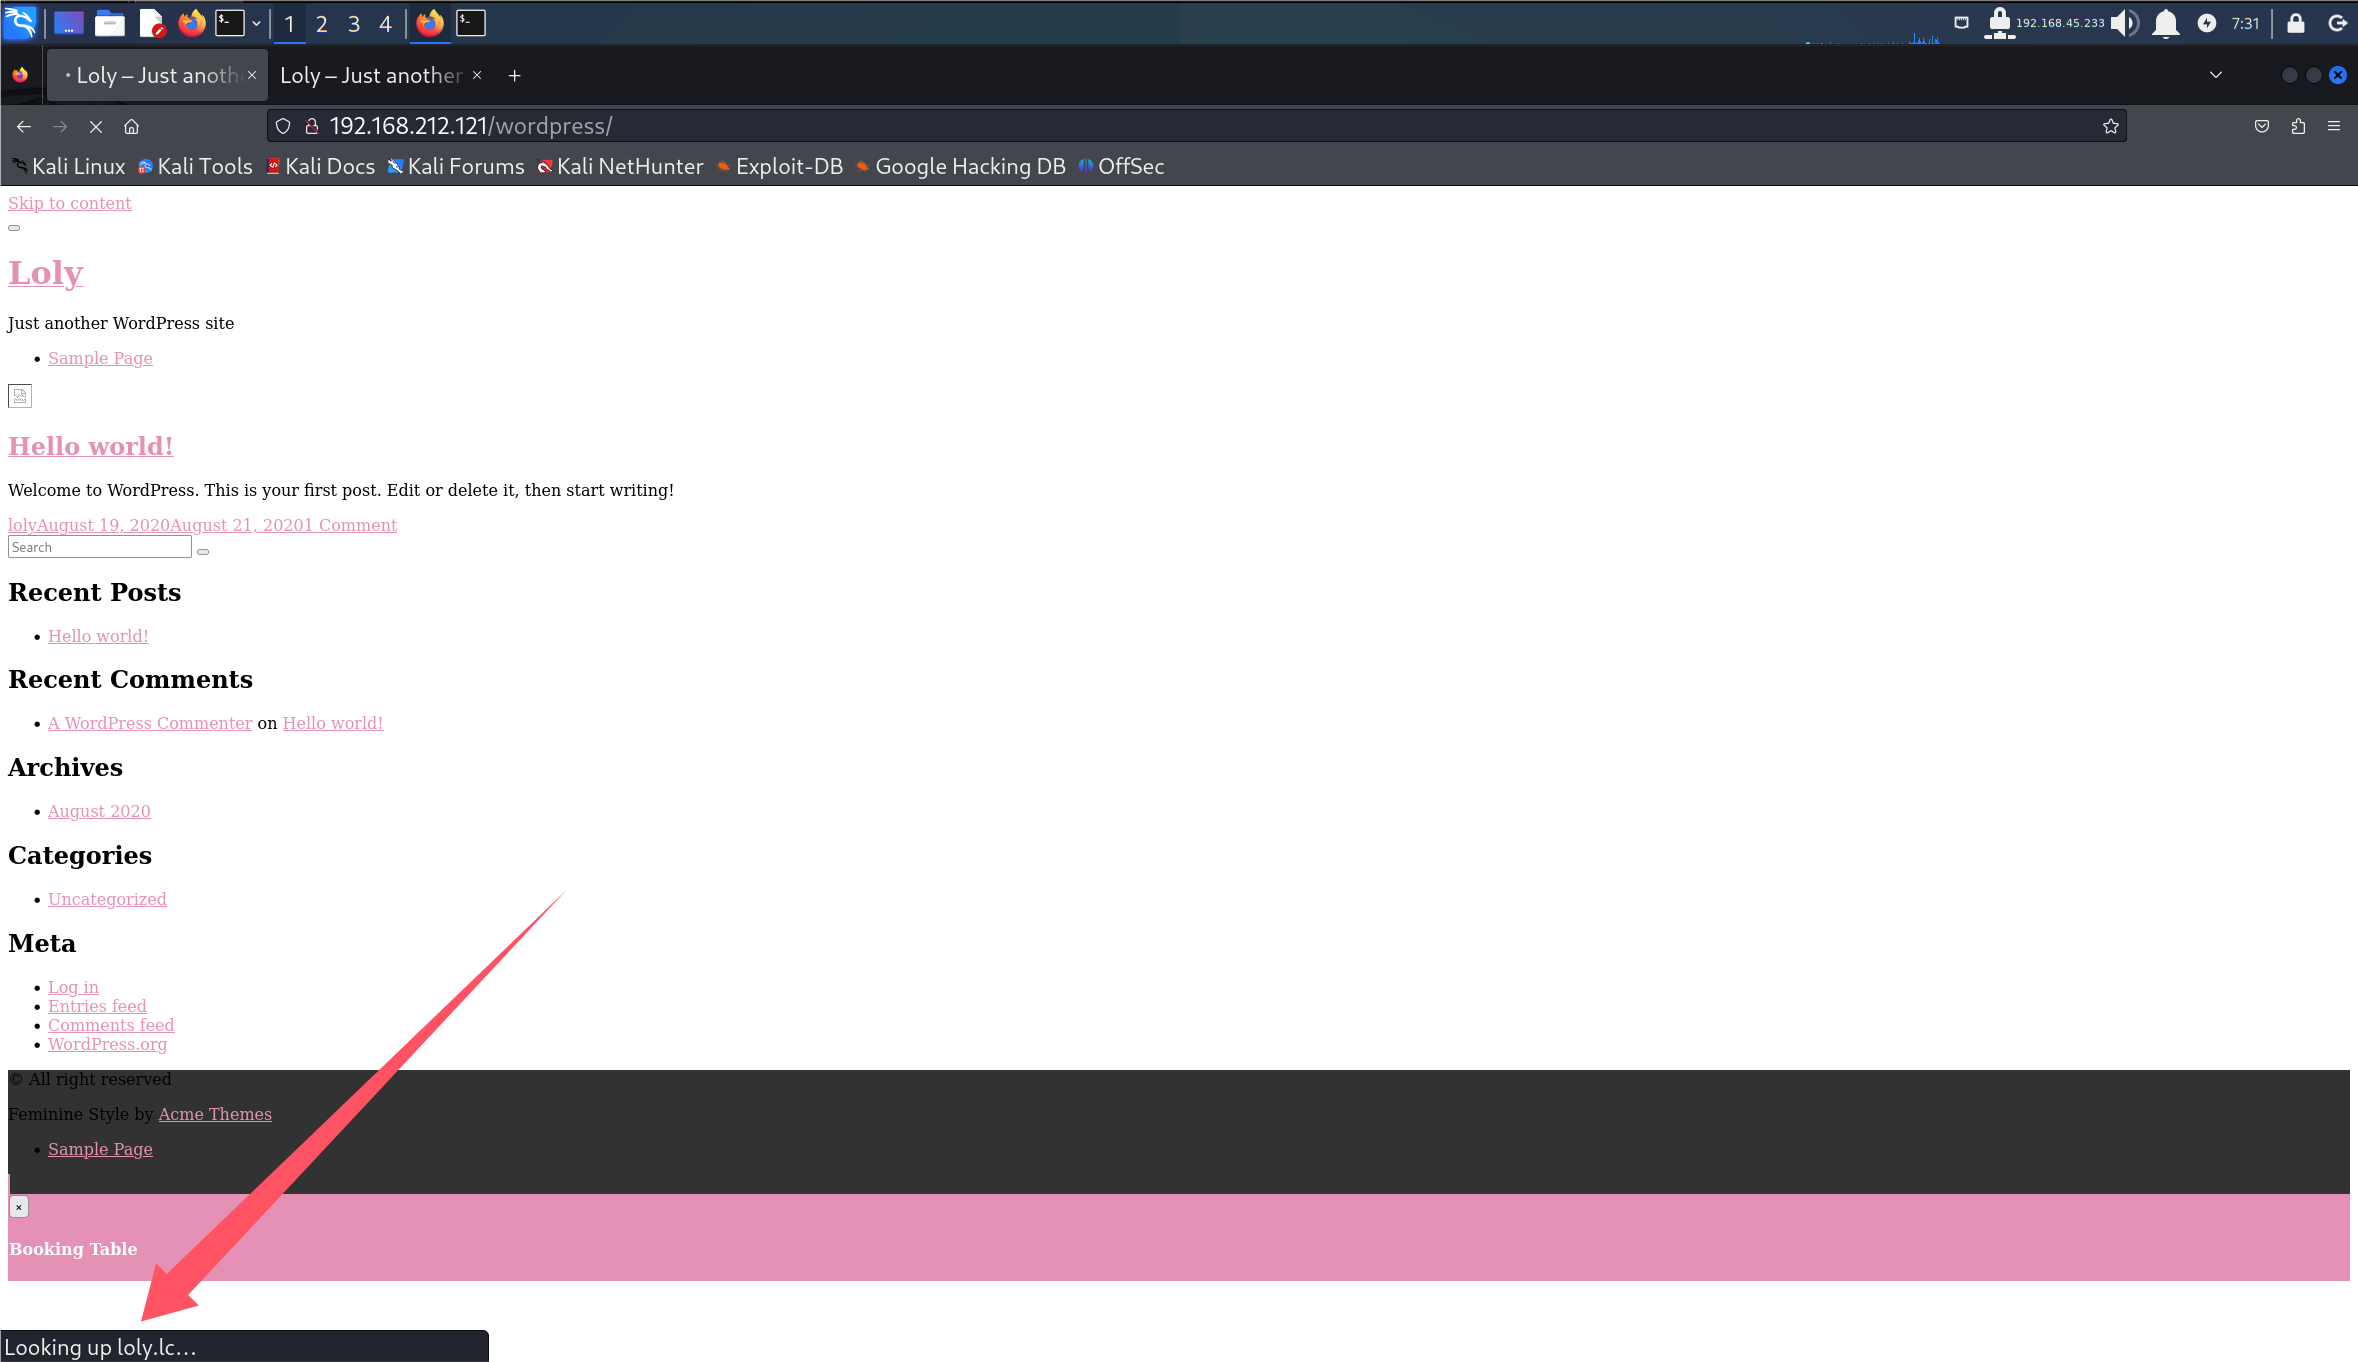 1 2 3 4 192.168.45.233 7:31
Loly – Just anoth Loly – Just another
192.168.212.121/wordpress/
Kali Linux Kali Tools Kali Docs Kali Forums Kali NetHunter Exploit-DB Google Hacking DB OffSec
Skip to content
Loly
Just another WordPress site
Sample Page
Hello world!
Welcome to WordPress. This is your first post. Edit or delete it, then start writing!
lolyAugust 19, 2020August 21, 20201 Comment
Search
Recent Posts
Hello world!
Recent Comments
A WordPress Commenter on Hello world!
Archives
August 2020
Categories
Uncategorized
Meta
Log in
Entries feed
Comments feed
WordPress.org
© All right reserved
Feminine Style by Acme Themes
Sample Page
×
Booking Table
Looking up loly.lc…